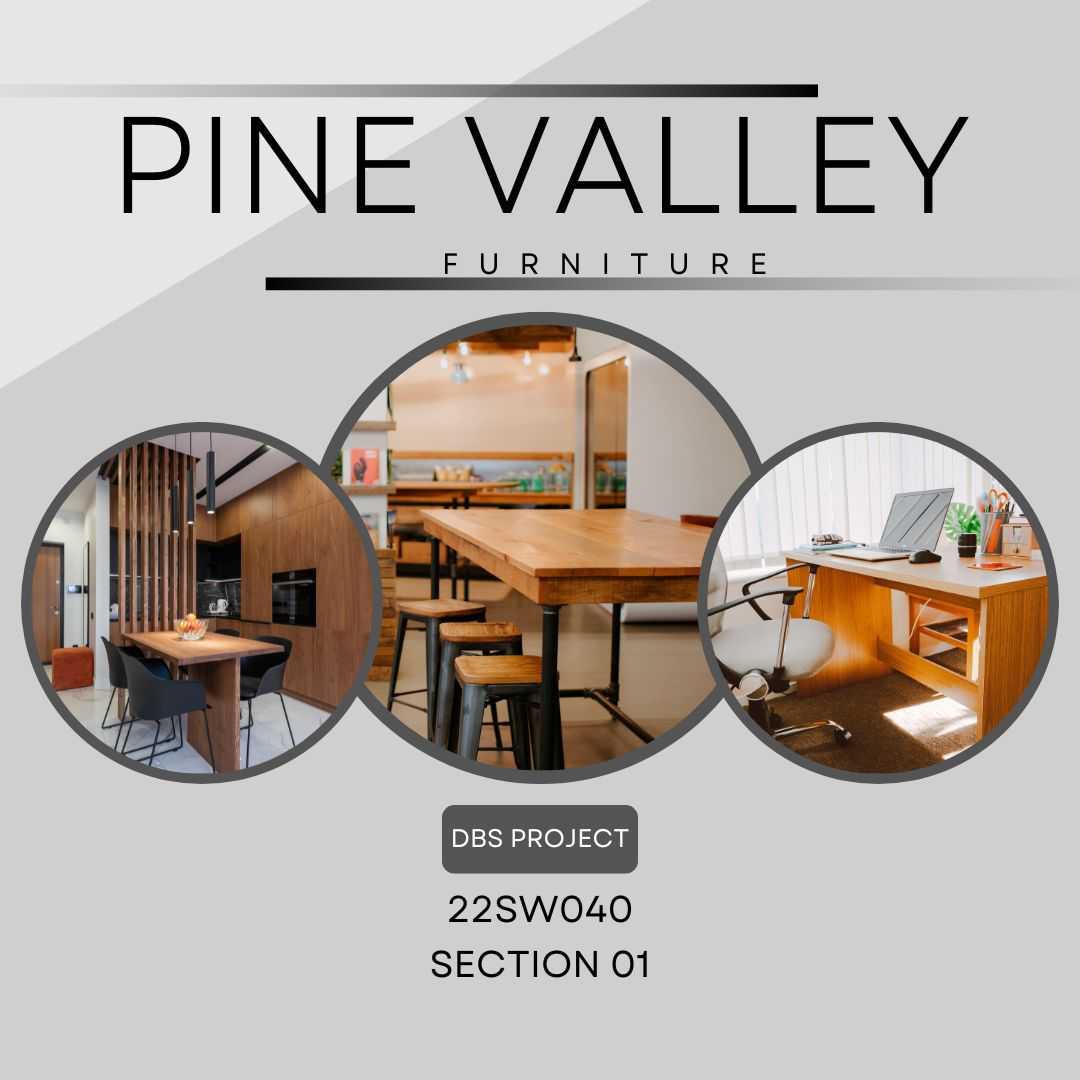 PINE VALLEY
FURNITURE
DBS PROJECT
22SW040
SECTION 01